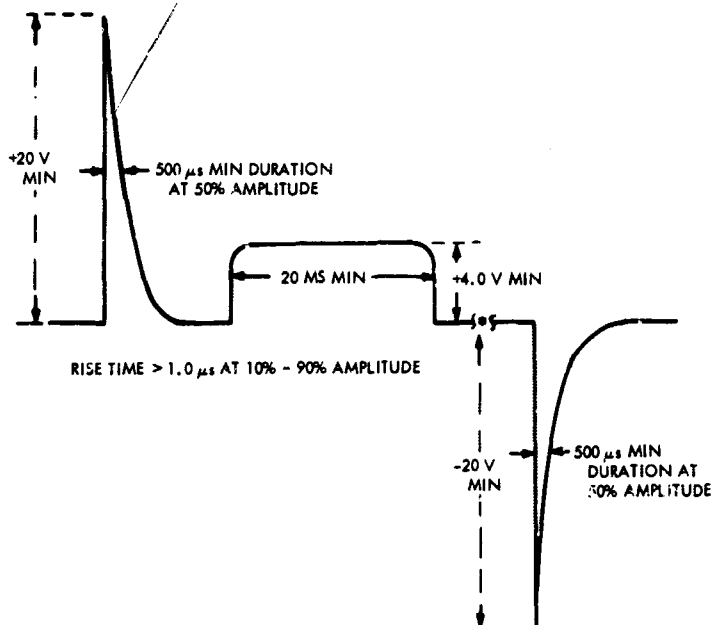 +20 V
MIN
500 μs MIN DURATION
AT 50% AMPLITUDE
20 MS MIN
+4.0 V MIN
RISE TIME > 1.0 μs AT 10% - 90% AMPLITUDE
-20 V
MIN
500 μs MIN
DURATION AT
50% AMPLITUDE